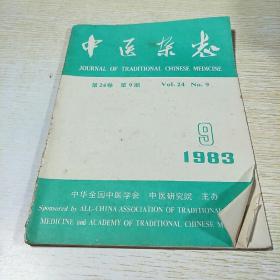 中医杂志
JOURNAL OF TRADITIONAL CHINESE MEDICINE
第24卷 第9期 Vol.24 No.9
9
1983
中华全国中医学会 中医研究院 主办
Sponsored by ALL-CHINA ASSOCIATION OF TRADITIONAL
MEDICINE and ACADEMY OF TRADITIONAL CHINESE M